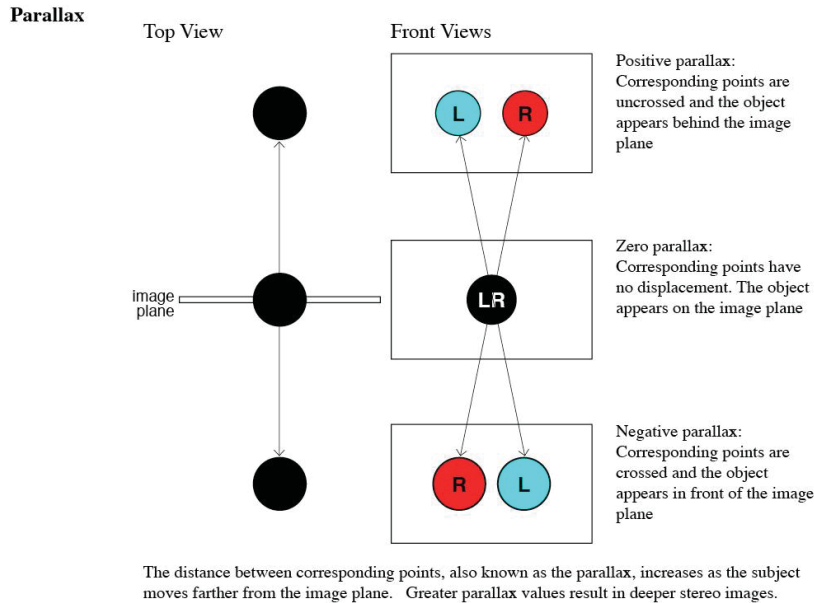 Parallax
Top View
Front Views
L
R
Positive parallax:
Corresponding points are
uncrossed and the object
appears behind the image
plane
image
plane
LR
Zero parallax:
Corresponding points have
no displacement. The object
appears on the image plane
R
L
Negative parallax:
Corresponding points are
crossed and the object
appears in front of the image
plane
The distance between corresponding points, also known as the parallax, increases as the subject
moves farther from the image plane.   Greater parallax values result in deeper stereo images.